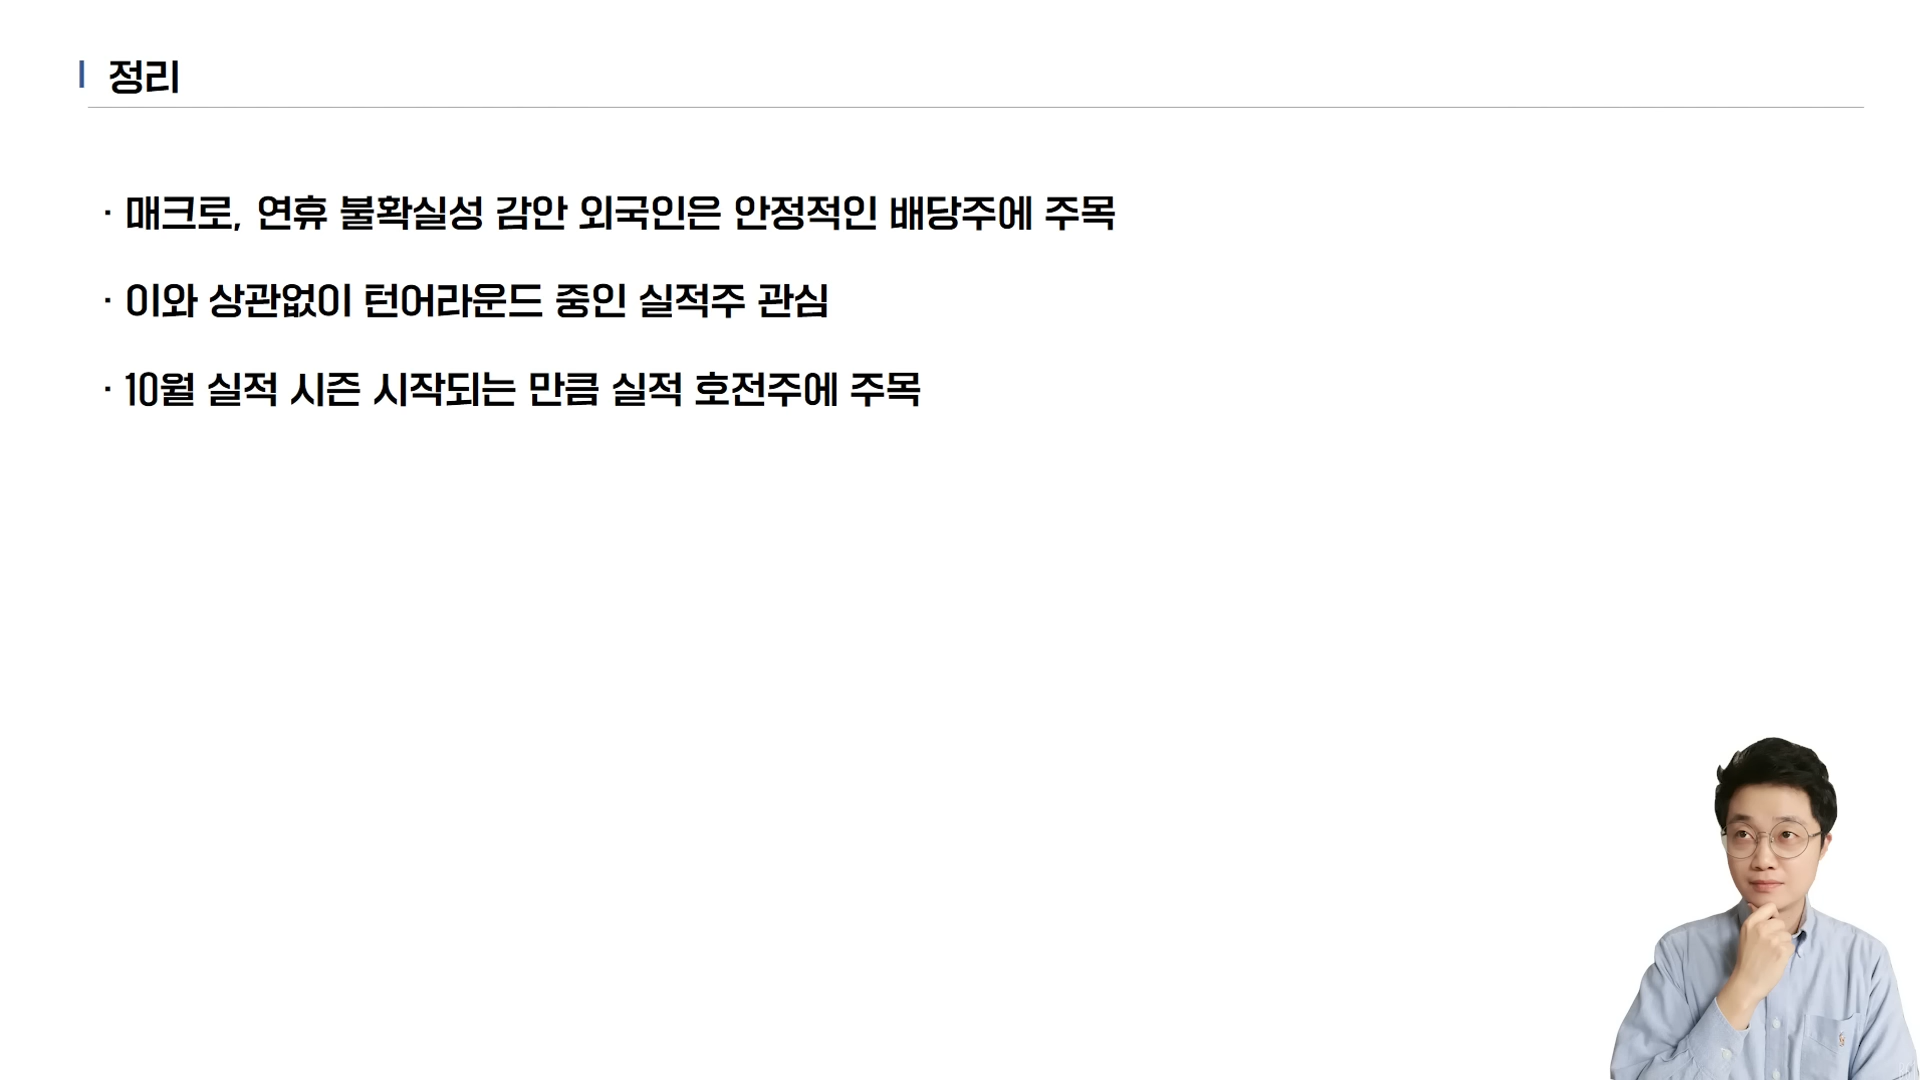 정리
· 매크로, 연휴 불확실성 감안 외국인은 안정적인 배당주에 주목
· 이와 상관없이 턴어라운드 중인 실적주 관심
· 10월 실적 시즌 시작되는 만큼 실적 호전주에 주목